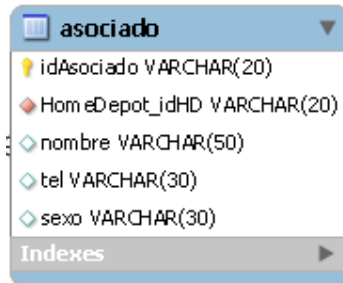 asociado
idAsociado VARCHAR(20)
HomeDepot_idHD VARCHAR(20)
nombre VARCHAR(50)
tel VARCHAR(30)
sexo VARCHAR(30)
Indexes